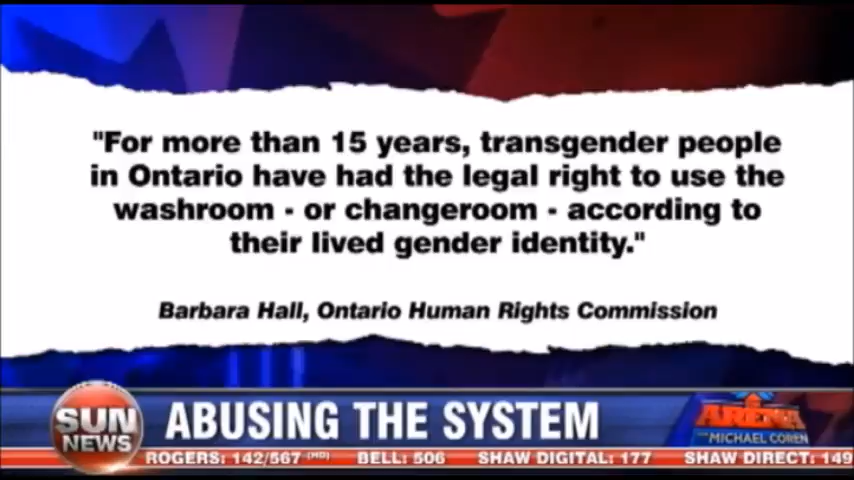 "For more than 15 years, transgender people
in Ontario have had the legal right to use the
washroom - or changeroom - according to
their lived gender identity."
Barbara Hall, Ontario Human Rights Commission
SUN
NEWS
ABUSING THE SYSTEM
ARENA
MICHAEL COREN
ROGERS: 142/567 (HD) BELL: 506 SHAW DIGITAL: 177 SHAW DIRECT: 149